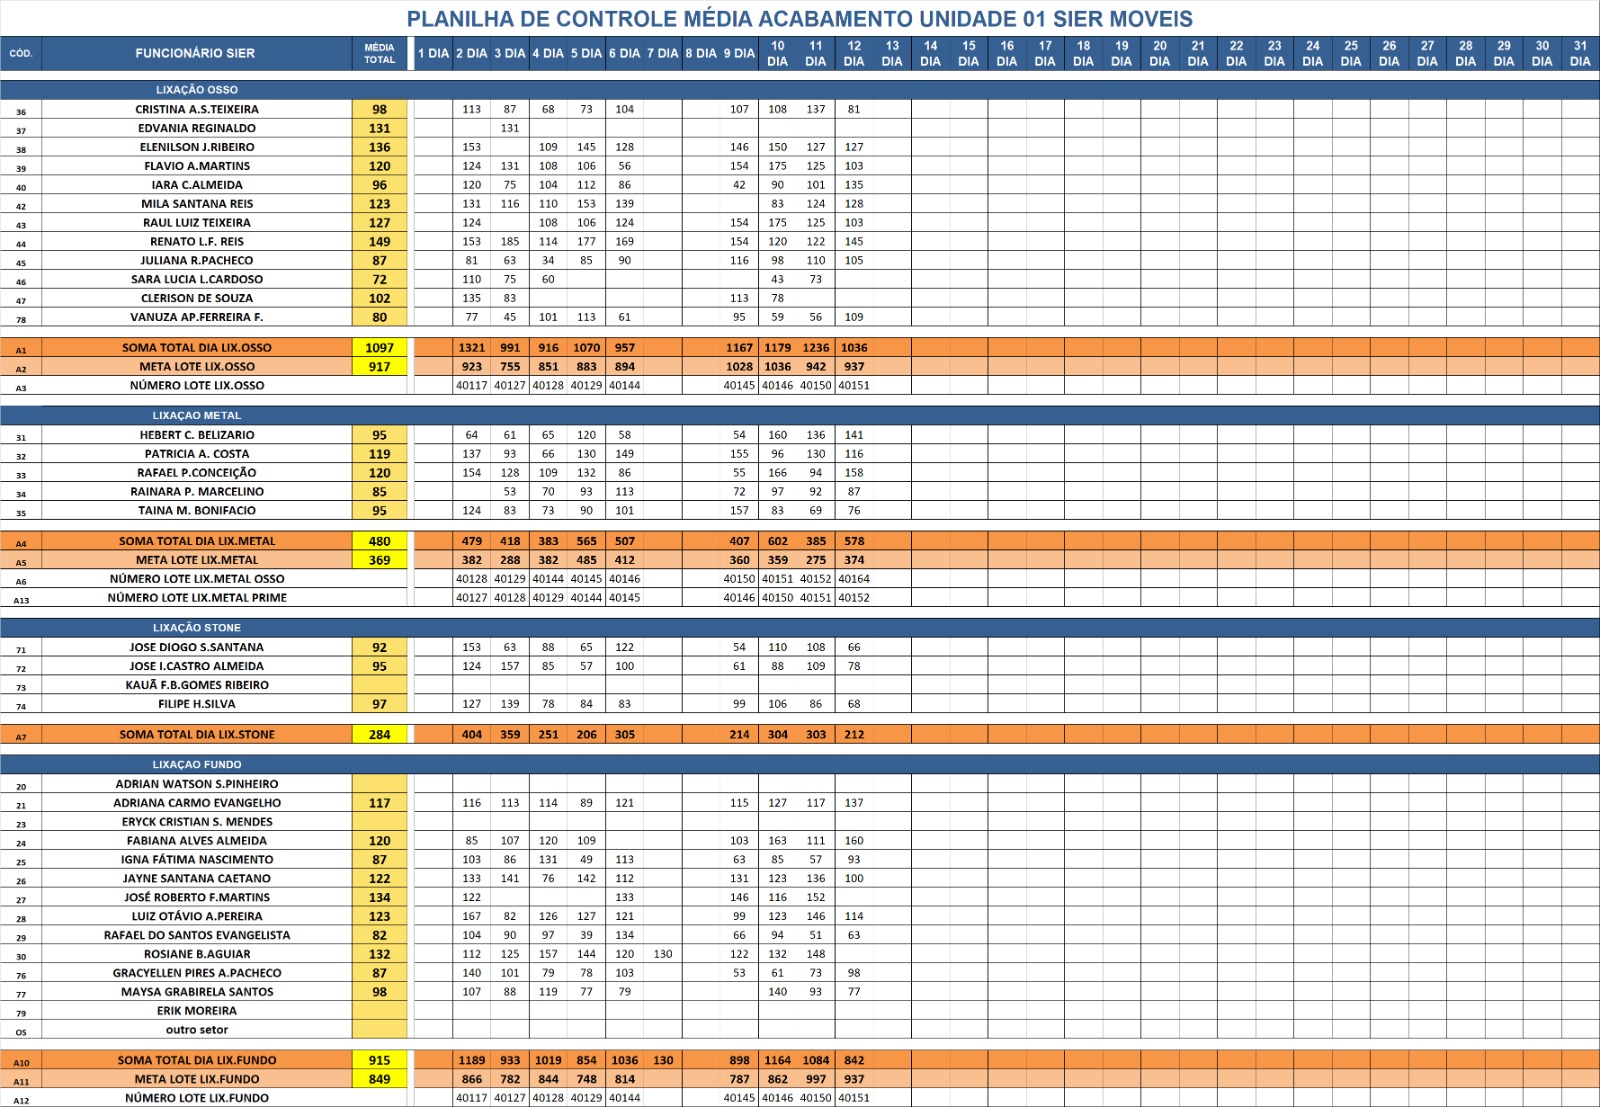 PLANILHA DE CONTROLE MÉDIA ACABAMENTO UNIDADE 01 SIER MOVEIS
CÓD. FUNCIONÁRIO SIER MÉDIA TOTAL 1 DIA 2 DIA 3 DIA 4 DIA 5 DIA 6 DIA 7 DIA 8 DIA 9 DIA 10 DIA 11 DIA 12 DIA 13 DIA 14 DIA 15 DIA 16 DIA 17 DIA 18 DIA 19 DIA 20 DIA 21 DIA 22 DIA 23 DIA 24 DIA 25 DIA 26 DIA 27 DIA 28 DIA 29 DIA 30 DIA 31 DIA
LIXAÇÃO OSSO
36 CRISTINA A.S.TEIXEIRA 98 113 87 68 73 104 107 108 137 81
37 EDVANIA REGINALDO 131 131
38 ELENILSON J.RIBEIRO 136 153 109 145 128 146 150 127 127
39 FLAVIO A.MARTINS 120 124 131 108 106 56 154 175 125 103
40 IARA C.ALMEIDA 96 120 75 104 112 86 42 90 101 135
42 MILA SANTANA REIS 123 131 116 110 153 139 83 124 128
43 RAUL LUIZ TEIXEIRA 127 124 108 106 124 154 175 125 103
44 RENATO L.F. REIS 149 153 185 114 177 169 154 120 122 145
45 JULIANA R.PACHECO 87 81 63 34 85 90 116 98 110 105
46 SARA LUCIA L.CARDOSO 72 110 75 60 43 73
47 CLERISON DE SOUZA 102 135 83 113 78
78 VANUZA AP.FERREIRA F. 80 77 45 101 113 61 95 59 56 109
A1 SOMA TOTAL DIA LIX.OSSO 1097 1321 991 916 1070 957 1167 1179 1236 1036
A2 META LOTE LIX.OSSO 917 923 755 851 883 894 1028 1036 942 937
A3 NÚMERO LOTE LIX.OSSO 40117 40127 40128 40129 40144 40145 40146 40150 40151
LIXAÇAO METAL
31 HEBERT C. BELIZARIO 95 64 61 65 120 58 54 160 136 141
32 PATRICIA A. COSTA 119 137 93 66 130 149 155 96 130 116
33 RAFAEL P.CONCEIÇÃO 120 154 128 109 132 86 55 166 94 158
34 RAINARA P. MARCELINO 85 53 70 93 113 72 97 92 87
35 TAINA M. BONIFACIO 95 124 83 73 90 101 157 83 69 76
A4 SOMA TOTAL DIA LIX.METAL 480 479 418 383 565 507 407 602 385 578
A5 META LOTE LIX.METAL 369 382 288 382 485 412 360 359 275 374
A6 NÚMERO LOTE LIX.METAL OSSO 40128 40129 40144 40145 40146 40150 40151 40152 40164
A13 NÚMERO LOTE LIX.METAL PRIME 40127 40128 40129 40144 40145 40146 40150 40151 40152
LIXAÇÃO STONE
71 JOSE DIOGO S.SANTANA 92 153 63 88 65 122 54 110 108 66
72 JOSE I.CASTRO ALMEIDA 95 124 157 85 57 100 61 88 109 78
73 KAUÃ F.B.GOMES RIBEIRO
74 FILIPE H.SILVA 97 127 139 78 84 83 99 106 86 68
A7 SOMA TOTAL DIA LIX.STONE 284 404 359 251 206 305 214 304 303 212
LIXAÇAO FUNDO
20 ADRIAN WATSON S.PINHEIRO
21 ADRIANA CARMO EVANGELHO 117 116 113 114 89 121 115 127 117 137
23 ERYCK CRISTIAN S. MENDES
24 FABIANA ALVES ALMEIDA 120 85 107 120 109 103 163 111 160
25 IGNA FÁTIMA NASCIMENTO 87 103 86 131 49 113 63 85 57 93
26 JAYNE SANTANA CAETANO 122 133 141 76 142 112 131 123 136 100
27 JOSÉ ROBERTO F.MARTINS 134 122 133 146 116 152
28 LUIZ OTÁVIO A.PEREIRA 123 167 82 126 127 121 99 123 146 114
29 RAFAEL DO SANTOS EVANGELISTA 82 104 90 97 39 134 66 94 51 63
30 ROSIANE B.AGUIAR 132 112 125 157 144 120 130 122 132 148
76 GRACYELLEN PIRES A.PACHECO 87 140 101 79 78 103 53 61 73 98
77 MAYSA GRABIRELA SANTOS 98 107 88 119 77 79 140 93 77
79 ERIK MOREIRA
OS outro setor
A10 SOMA TOTAL DIA LIX.FUNDO 915 1189 933 1019 854 1036 130 898 1164 1084 842
A11 META LOTE LIX.FUNDO 849 866 782 844 748 814 787 862 997 937
A12 NÚMERO LOTE LIX.FUNDO 40117 40127 40128 40129 40144 40145 40146 40150 40151